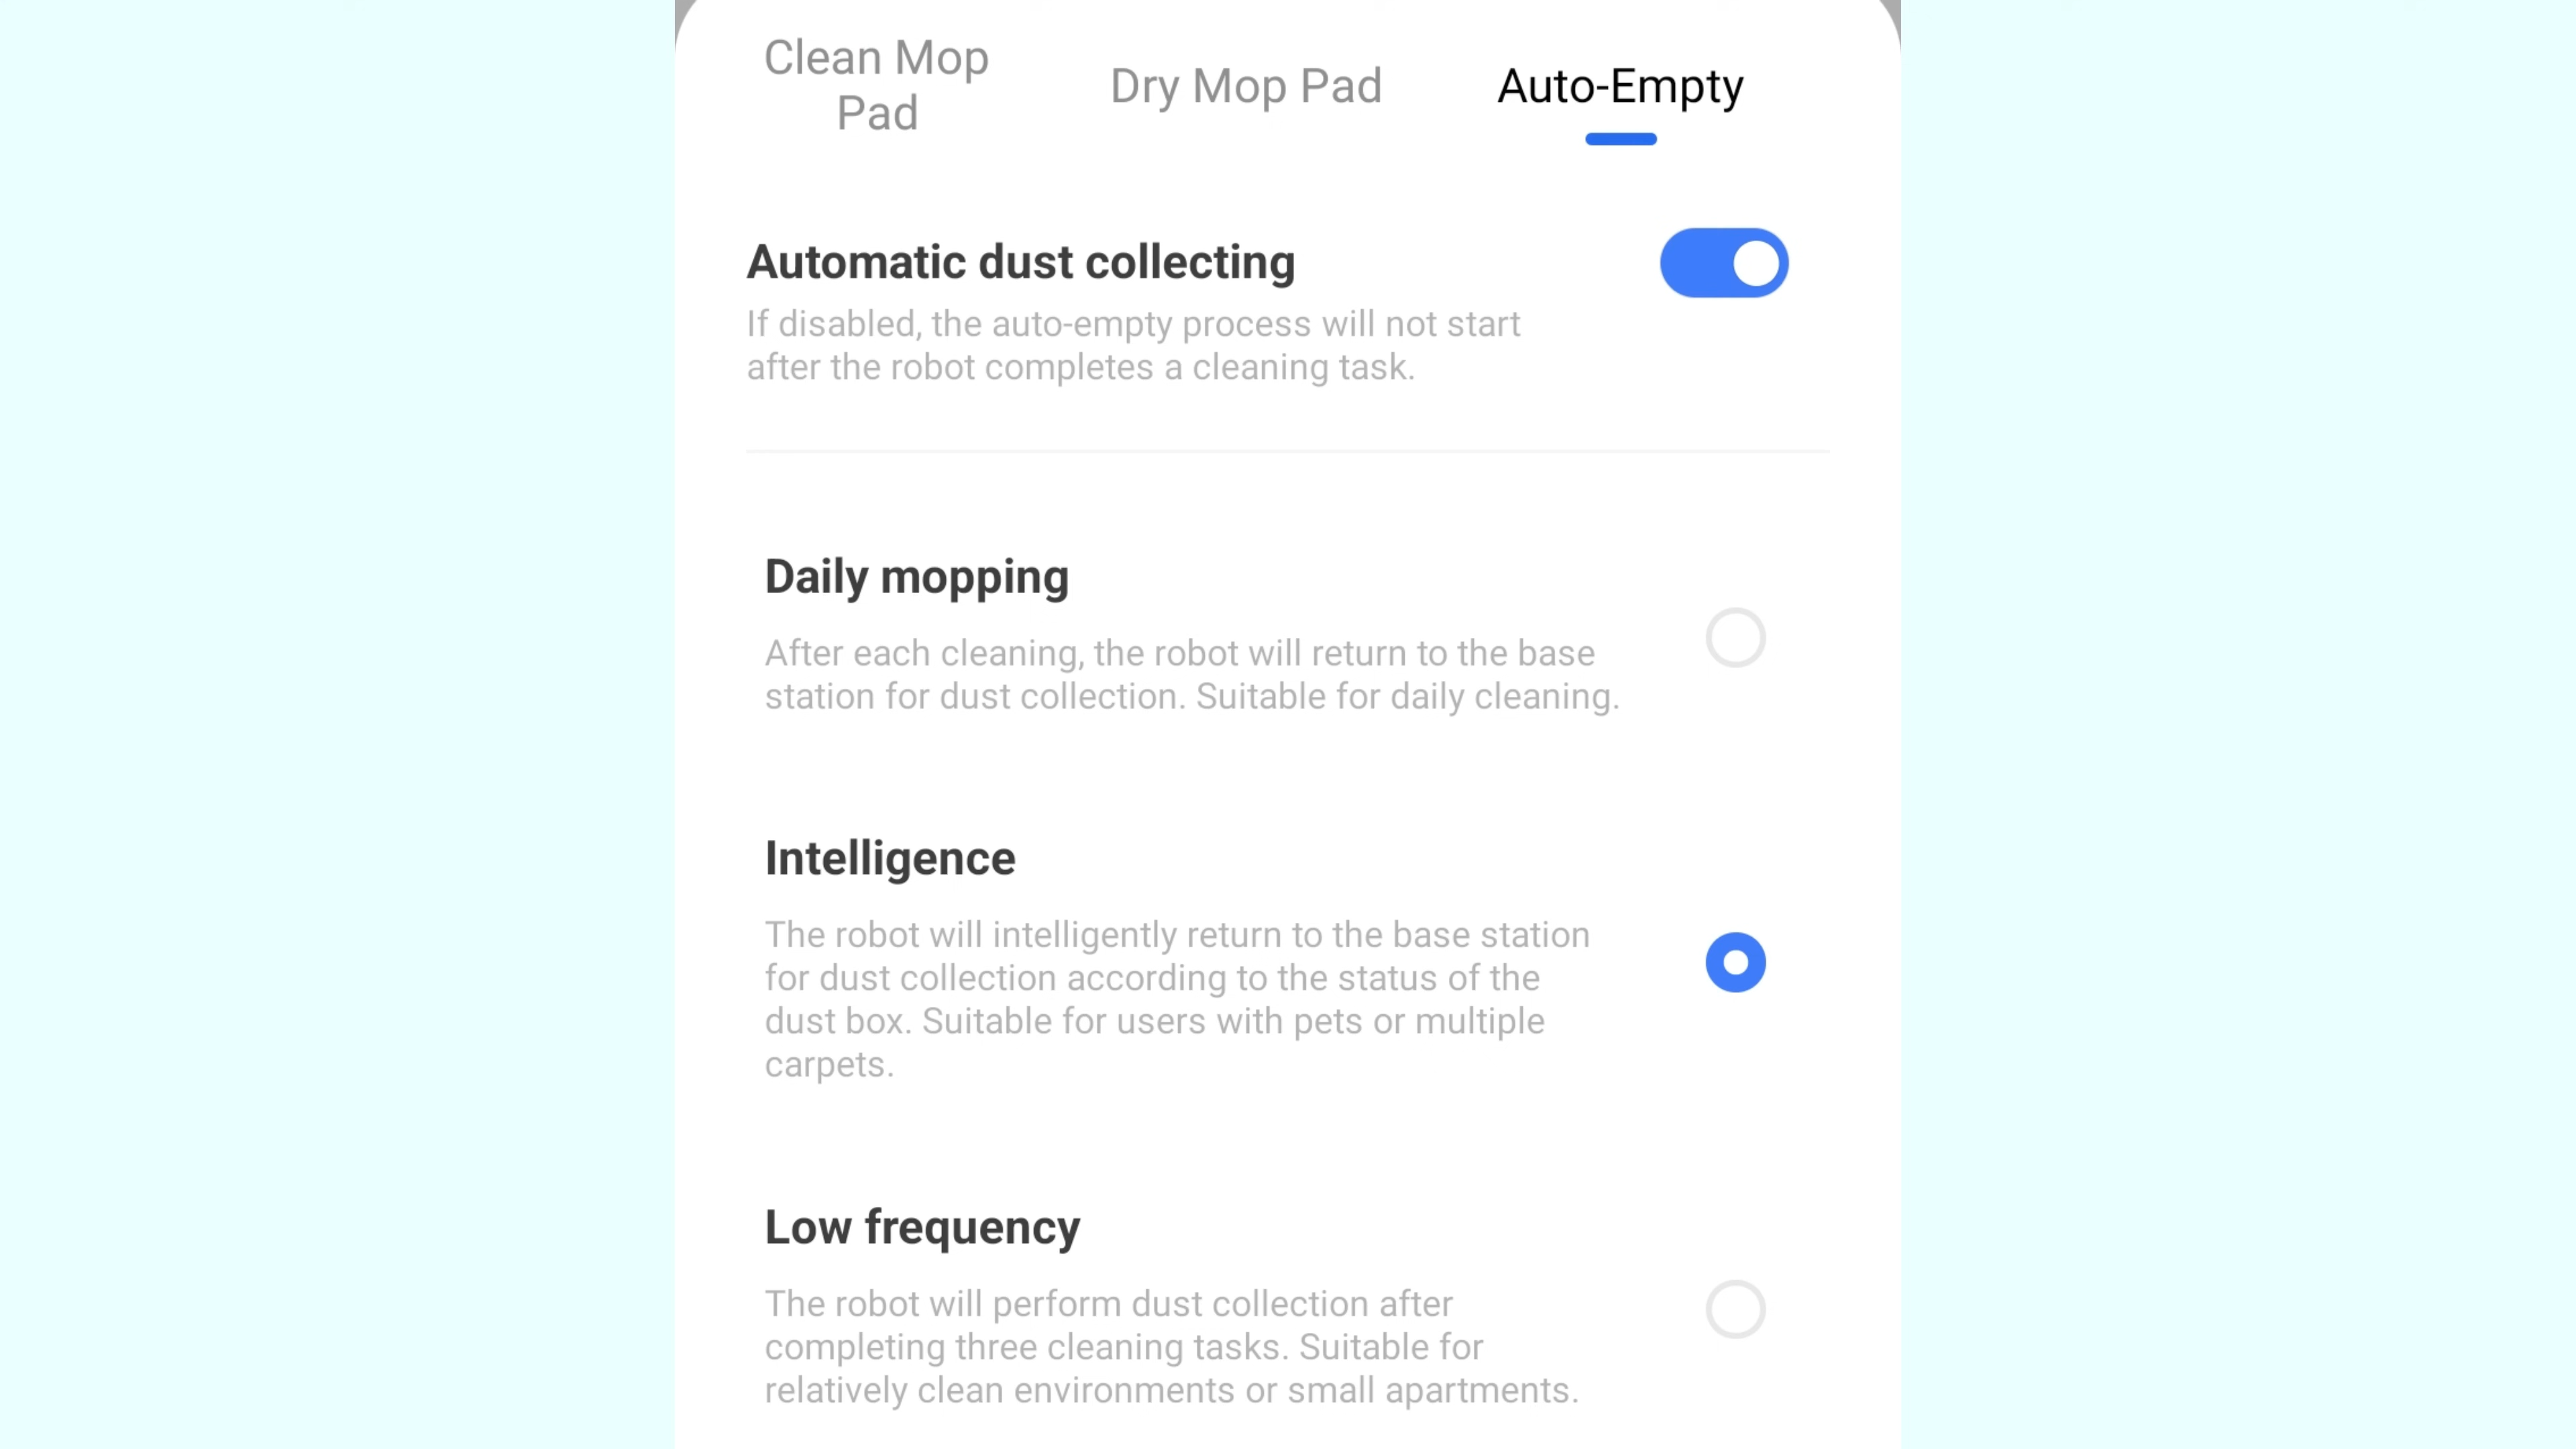 Clean Mop
Pad
Dry Mop Pad
Auto-Empty
Automatic dust collecting
If disabled, the auto-empty process will not start
after the robot completes a cleaning task.
Daily mopping
After each cleaning, the robot will return to the base
station for dust collection. Suitable for daily cleaning.
Intelligence
The robot will intelligently return to the base station
for dust collection according to the status of the
dust box. Suitable for users with pets or multiple
carpets.
Low frequency
The robot will perform dust collection after
completing three cleaning tasks. Suitable for
relatively clean environments or small apartments.